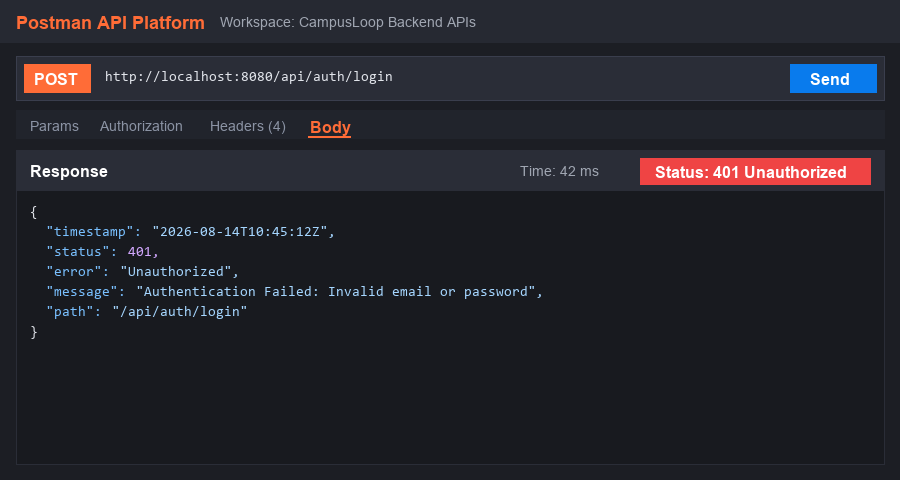 Postman API Platform Workspace: CampusLoop Backend APIs
POST http://localhost:8080/api/auth/login Send
Params Authorization Headers (4) Body
Response Time: 42 ms Status: 401 Unauthorized
{
"timestamp": "2026-08-14T10:45:12Z",
"status": 401,
"error": "Unauthorized",
"message": "Authentication Failed: Invalid email or password",
"path": "/api/auth/login"
}